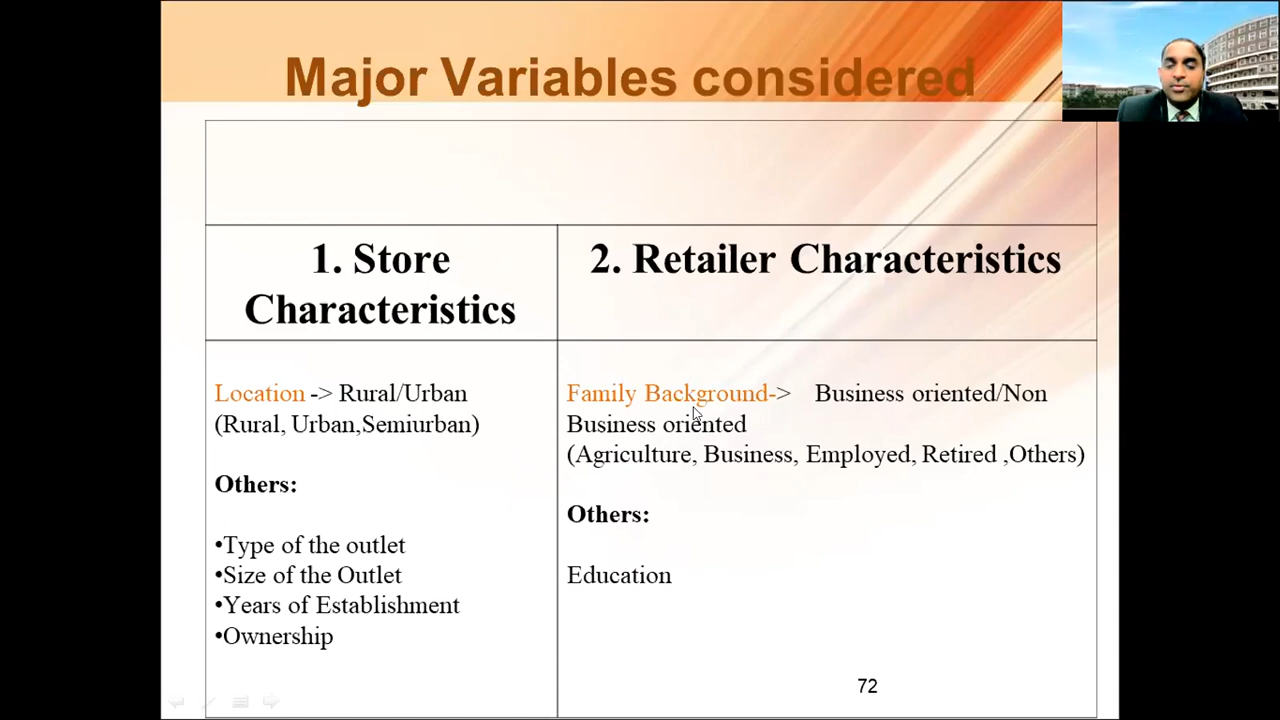 Major Variables considered
1. Store
Characteristics
2. Retailer Characteristics
Location -> Rural/Urban
(Rural, Urban,Semiurban)
Others:
•Type of the outlet
•Size of the Outlet
•Years of Establishment
•Ownership
Family Background-> Business oriented/Non
Business oriented
(Agriculture, Business, Employed, Retired ,Others)
Others:
Education
72